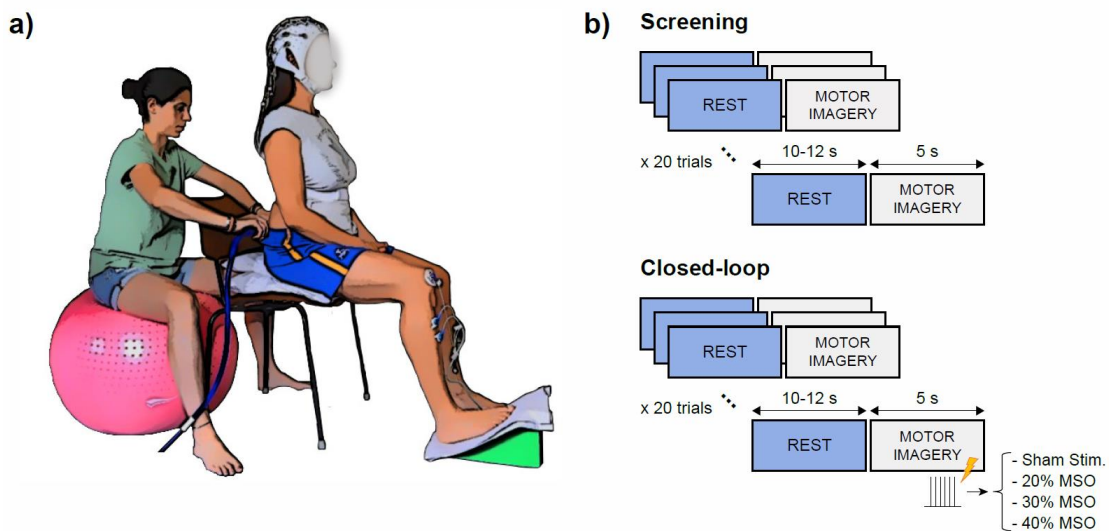 a)
b)
Screening
REST
MOTOR
IMAGERY
x 20 trials
10-12 s
5 s
REST
MOTOR
IMAGERY
Closed-loop
REST
MOTOR
IMAGERY
x 20 trials
10-12 s
5 s
REST
MOTOR
IMAGERY
- Sham Stim.
- 20% MSO
- 30% MSO
- 40% MSO